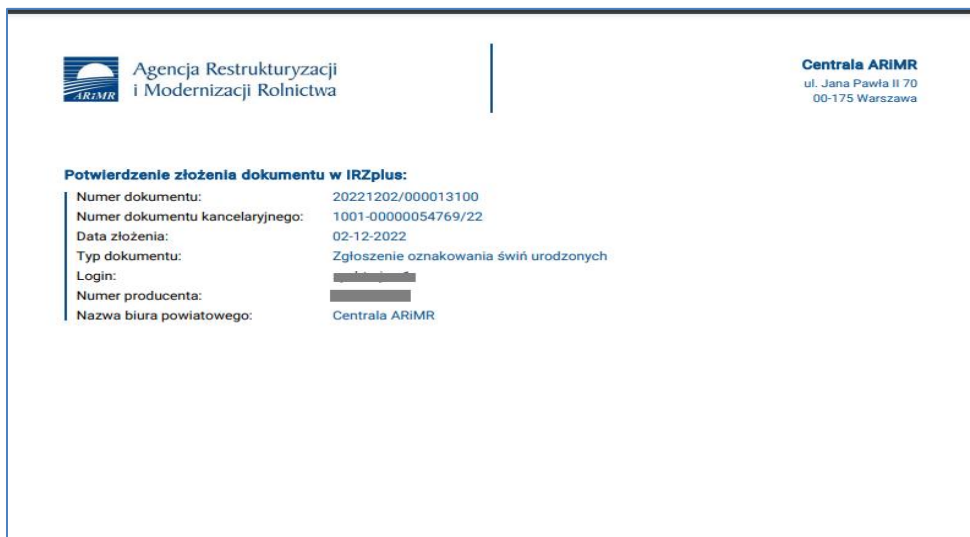 ARiMR
Agencja Restrukturyzacji
i Modernizacji Rolnictwa
Centrala ARiMR
ul. Jana Pawła II 70
00-175 Warszawa
Potwierdzenie złożenia dokumentu w IRZplus:
Numer dokumentu: 20221202/000013100
Numer dokumentu kancelaryjnego: 1001-00000054769/22
Data złożenia: 02-12-2022
Typ dokumentu: Zgłoszenie oznakowania świń urodzonych
Login:
Numer producenta:
Nazwa biura powiatowego: Centrala ARiMR